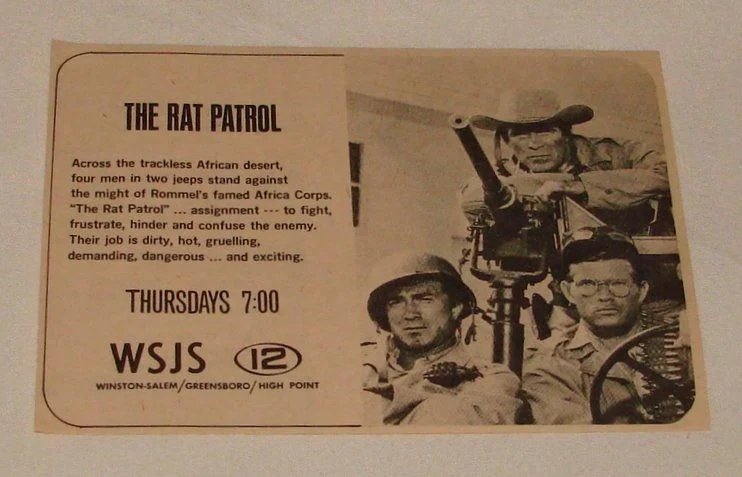 THE RAT PATROL
Across the trackless African desert,
four men in two jeeps stand against
the might of Rommel's famed Africa Corps.
"The Rat Patrol" ... assignment --- to fight,
frustrate, hinder and confuse the enemy.
Their job is dirty, hot, gruelling,
demanding, dangerous ... and exciting.
THURSDAYS 7:00
WSJS 12
WINSTON-SALEM/GREENSBORO/HIGH POINT